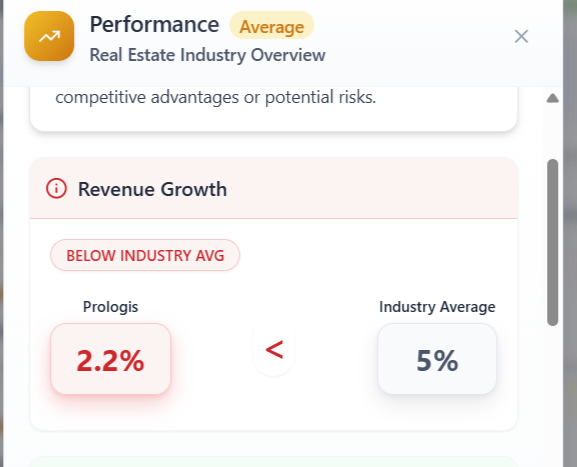 Performance
Average
Real Estate Industry Overview
competitive advantages or potential risks.
Revenue Growth
BELOW INDUSTRY AVG
Prologis
Industry Average
2.2%
<
5%